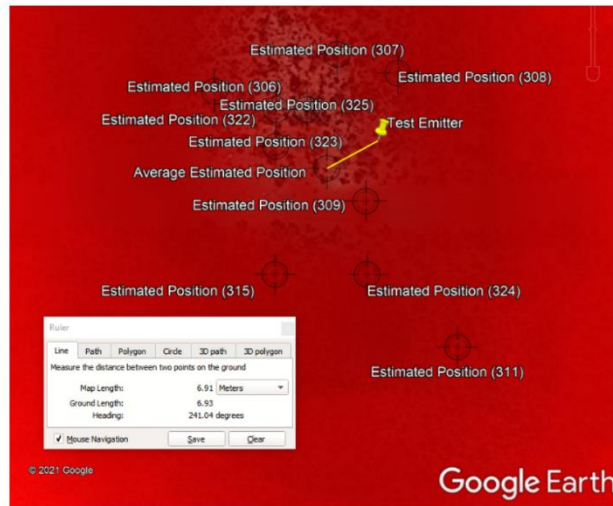 Estimated Position (307)
Estimated Position (308)
Estimated Position (306)
Estimated Position (325)
Estimated Position (322)
Test Emitter
Estimated Position (323)
Average Estimated Position
Estimated Position (309)
Estimated Position (315)
Estimated Position (324)
Estimated Position (311)
Ruler
Line Path Polygon Circle 3D path 3D polygon
Measure the distance between two points on the ground
Map Length: 6.91 Meters
Ground Length: 6.93
Heading: 241.04 degrees
Mouse Navigation Save Clear
© 2021 Google
Google Earth